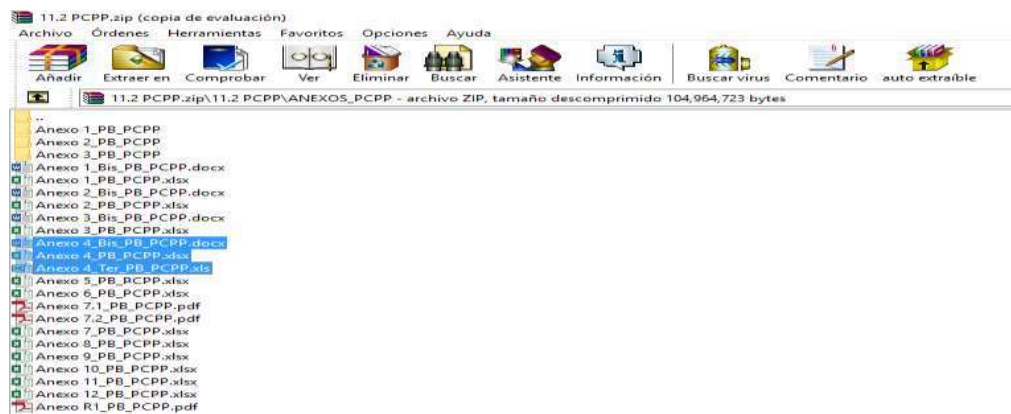 11.2 PCPP.zip (copia de evaluación)
Archivo Órdenes Herramientas Favoritos Opciones Ayuda
Añadir Extraer en Comprobar Ver Eliminar Buscar Asistente Información Buscar virus Comentario auto extraíble
11.2 PCPP.zip\11.2 PCPP\ANEXOS_PCPP - archivo ZIP, tamaño descomprimido 104,964,723 bytes
..
Anexo 1_PB_PCPP
Anexo 2_PB_PCPP
Anexo 3_PB_PCPP
Anexo 1_Bis_PB_PCPP.docx
Anexo 1_PB_PCPP.xlsx
Anexo 2_Bis_PB_PCPP.docx
Anexo 2_PB_PCPP.xlsx
Anexo 3_Bis_PB_PCPP.docx
Anexo 3_PB_PCPP.xlsx
Anexo 4_Bis_PB_PCPP.docx
Anexo 4_PB_PCPP.xlsx
Anexo 4_Ter_PB_PCPP.xls
Anexo 5_PB_PCPP.xlsx
Anexo 6_PB_PCPP.xlsx
Anexo 7.1_PB_PCPP.pdf
Anexo 7.2_PB_PCPP.pdf
Anexo 7_PB_PCPP.xlsx
Anexo 8_PB_PCPP.xlsx
Anexo 9_PB_PCPP.xlsx
Anexo 10_PB_PCPP.xlsx
Anexo 11_PB_PCPP.xlsx
Anexo 12_PB_PCPP.xlsx
Anexo R1_PB_PCPP.pdf